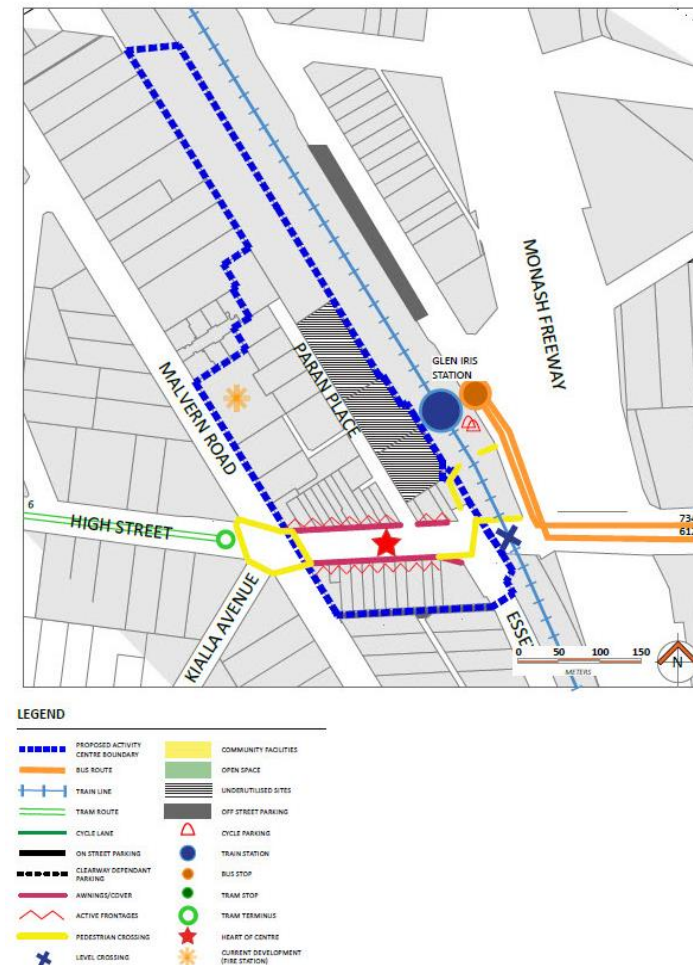 MONASH FREEWAY
GLEN IRIS
STATION
PARAN PLACE
MALVERN ROAD
6
HIGH STREET
734
612
KIALLA AVENUE
ESSE
0 50 100 150
METERS
N
LEGEND
PROPOSED ACTIVITY
CENTRE BOUNDARY
BUS ROUTE
TRAIN LINE
TRAM ROUTE
CYCLE LANE
ON STREET PARKING
CLEARWAY DEPENDANT
PARKING
AWNINGS/COVER
ACTIVE FRONTAGES
PEDESTRIAN CROSSING
LEVEL CROSSING
COMMUNITY FACILITIES
OPEN SPACE
UNDERUTILISED SITES
OFF STREET PARKING
CYCLE PARKING
TRAIN STATION
BUS STOP
TRAM STOP
TRAM TERMINUS
HEART OF CENTRE
CURRENT DEVELOPMENT
(FIRE STATION)